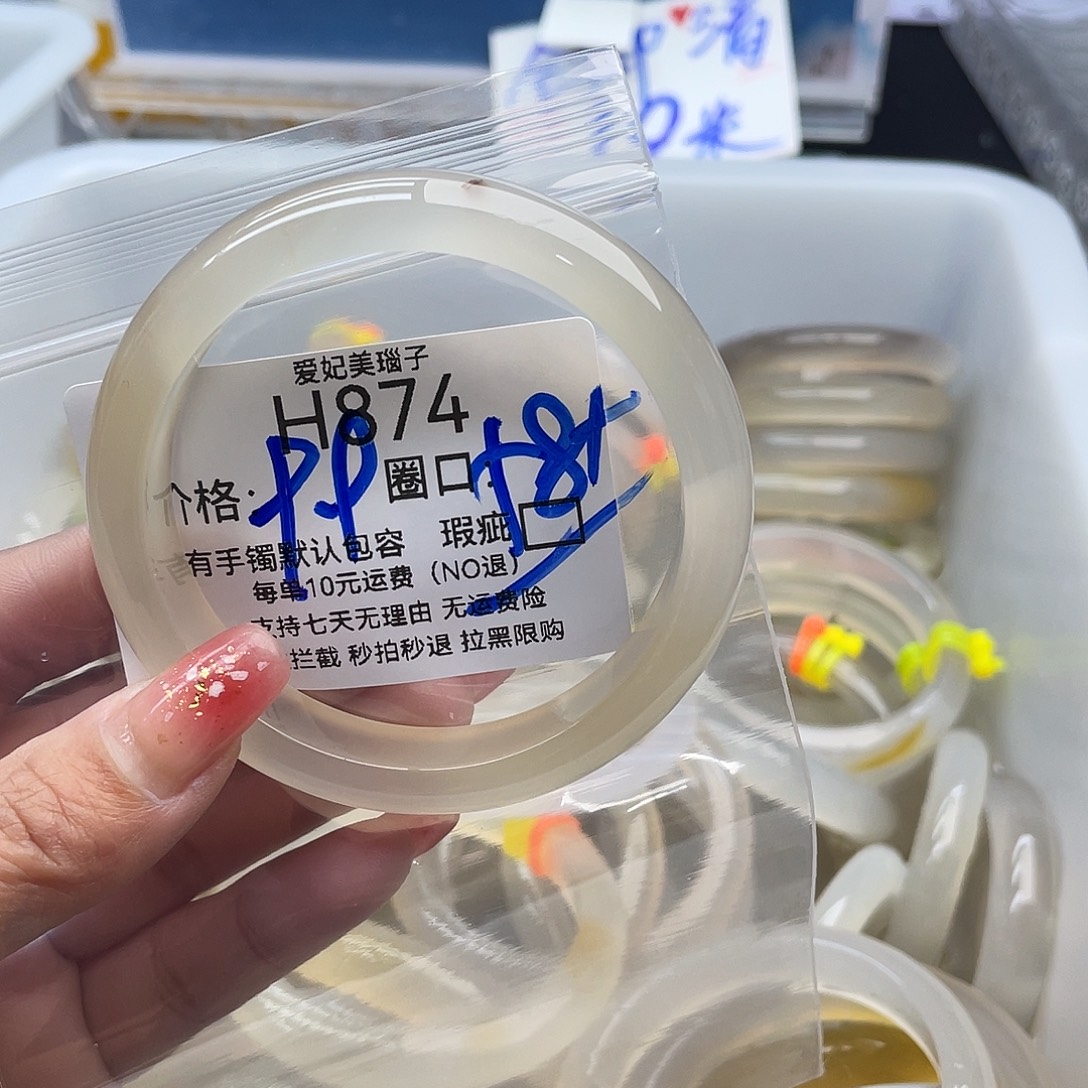 爱妃美瑙子
H874
价格: PP 圈口: 58+
有手镯默认包容 瑕疵
每单10元运费（NO退）
支持七天无理由 无运费险
拦截 秒拍秒退 拉黑限购